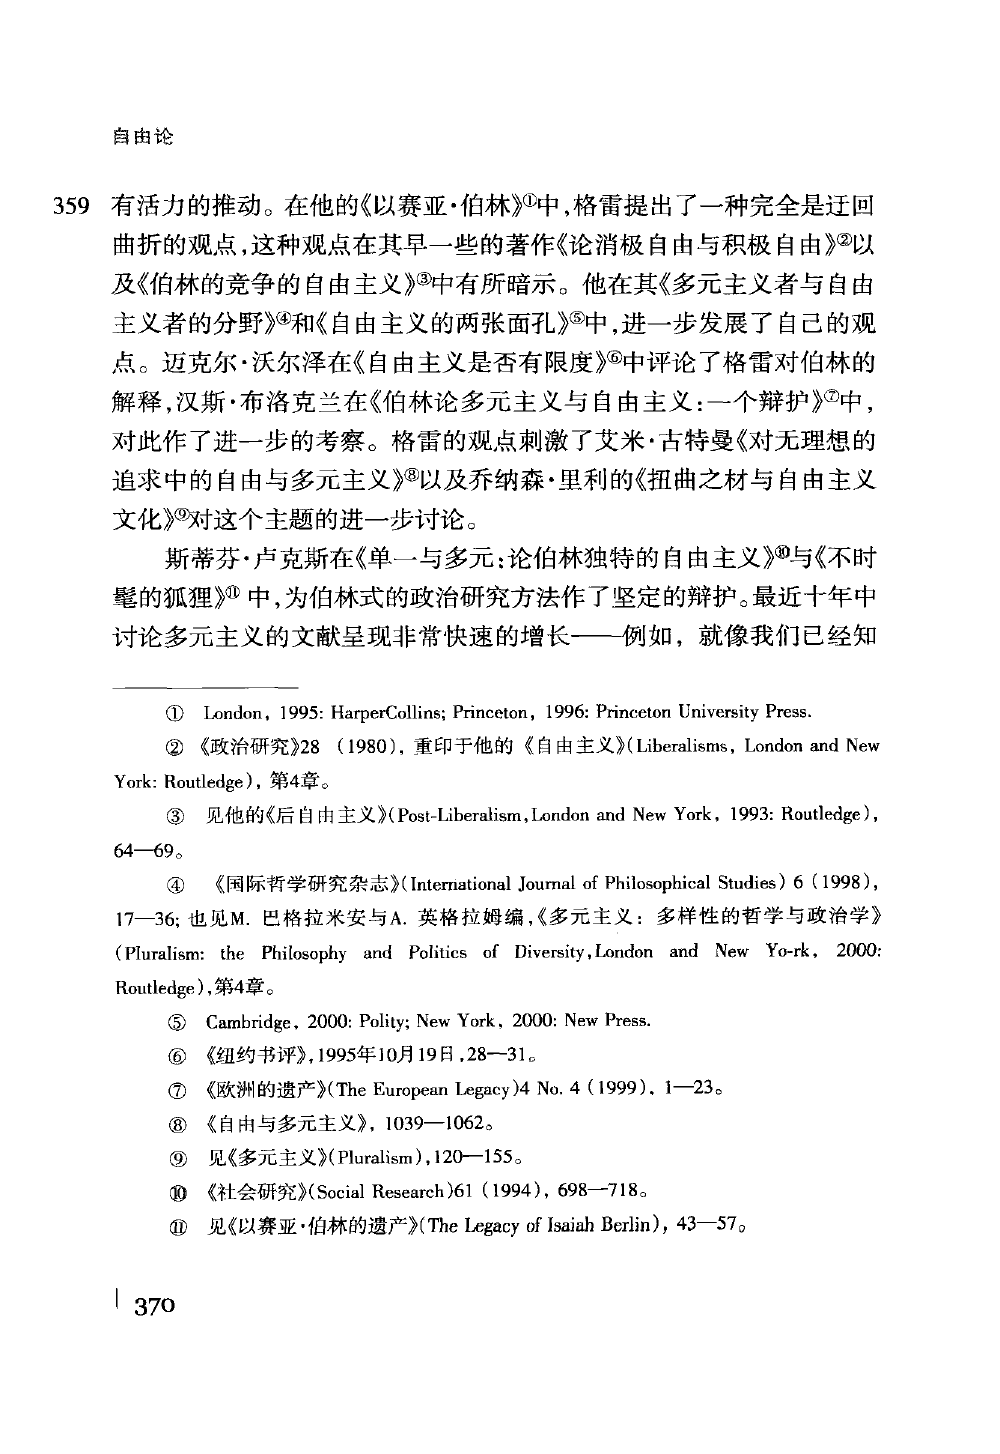 自由论
359 有活力的推动。在他的《以赛亚·伯林》①中,格雷提出了一种完全是迂回
曲折的观点,这种观点在其早一些的著作《论消极自由与积极自由》②以
及《伯林的竞争的自由主义》③中有所暗示。他在其《多元主义者与自由
主义者的分野》④和《自由主义的两张面孔》⑤中,进一步发展了自己的观
点。迈克尔·沃尔泽在《自由主义是否有限度》⑥中评论了格雷对伯林的
解释,汉斯·布洛克兰在《伯林论多元主义与自由主义:一个辩护》⑦中,
对此作了进一步的考察。格雷的观点刺激了艾米·古特曼《对无理想的
追求中的自由与多元主义》⑧以及乔纳森·里利的《扭曲之材与自由主义
文化》⑨对这个主题的进一步讨论。
斯蒂芬·卢克斯在《单一与多元:论伯林独特的自由主义》⑩与《不时
髦的狐狸》⑪中,为伯林式的政治研究方法作了坚定的辩护。最近十年中
讨论多元主义的文献呈现非常快速的增长——例如，就像我们已经知
① London, 1995: HarperCollins; Princeton, 1996: Princeton University Press.
② 《政治研究》28 (1980), 重印于他的《自由主义》(Liberalisms, London and New
York: Routledge), 第4章。
③ 见他的《后自由主义》(Post-Liberalism,London and New York, 1993: Routledge),
64—69。
④ 《国际哲学研究杂志》(International Journal of Philosophical Studies) 6 (1998),
17—36; 也见M. 巴格拉米安与A. 英格拉姆编,《多元主义: 多样性的哲学与政治学》
(Pluralism: the Philosophy and Politics of Diversity,London and New Yo-rk, 2000:
Routledge),第4章。
⑤ Cambridge, 2000: Polity; New York, 2000: New Press.
⑥ 《纽约书评》,1995年10月19日,28—31。
⑦ 《欧洲的遗产》(The European Legacy)4 No. 4 (1999), 1—23。
⑧ 《自由与多元主义》, 1039—1062。
⑨ 见《多元主义》(Pluralism),120—155。
⑩ 《社会研究》(Social Research)61 (1994), 698—718。
⑪ 见《以赛亚·伯林的遗产》(The Legacy of Isaiah Berlin), 43—57。
370